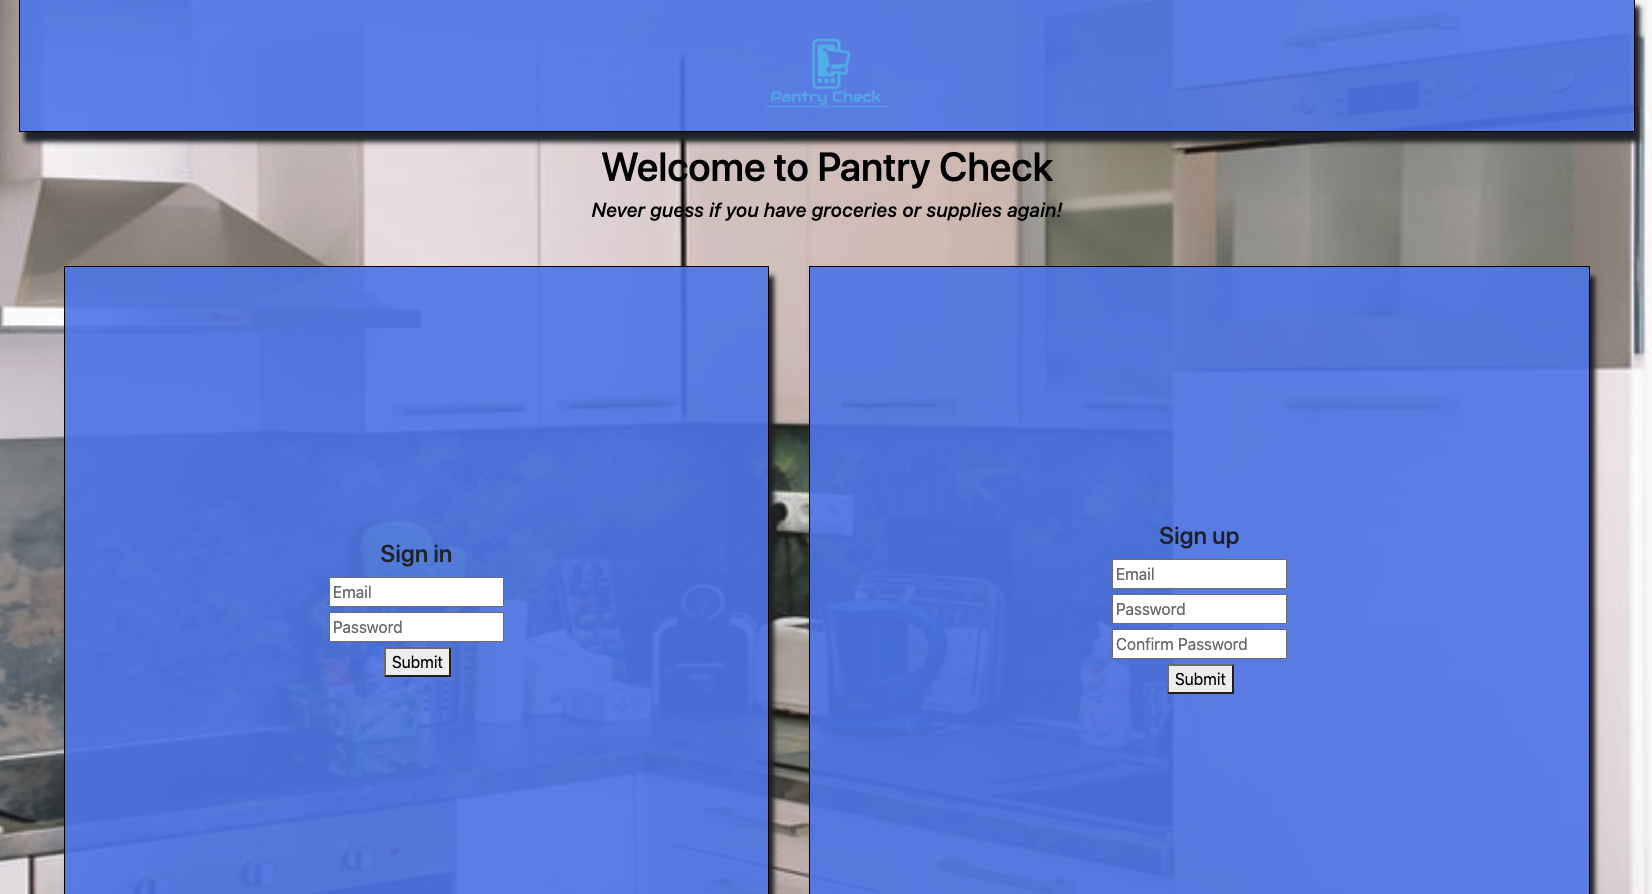 Pantry Check
Welcome to Pantry Check
Never guess if you have groceries or supplies again!
Sign in
Email
Password
Submit
Sign up
Email
Password
Confirm Password
Submit